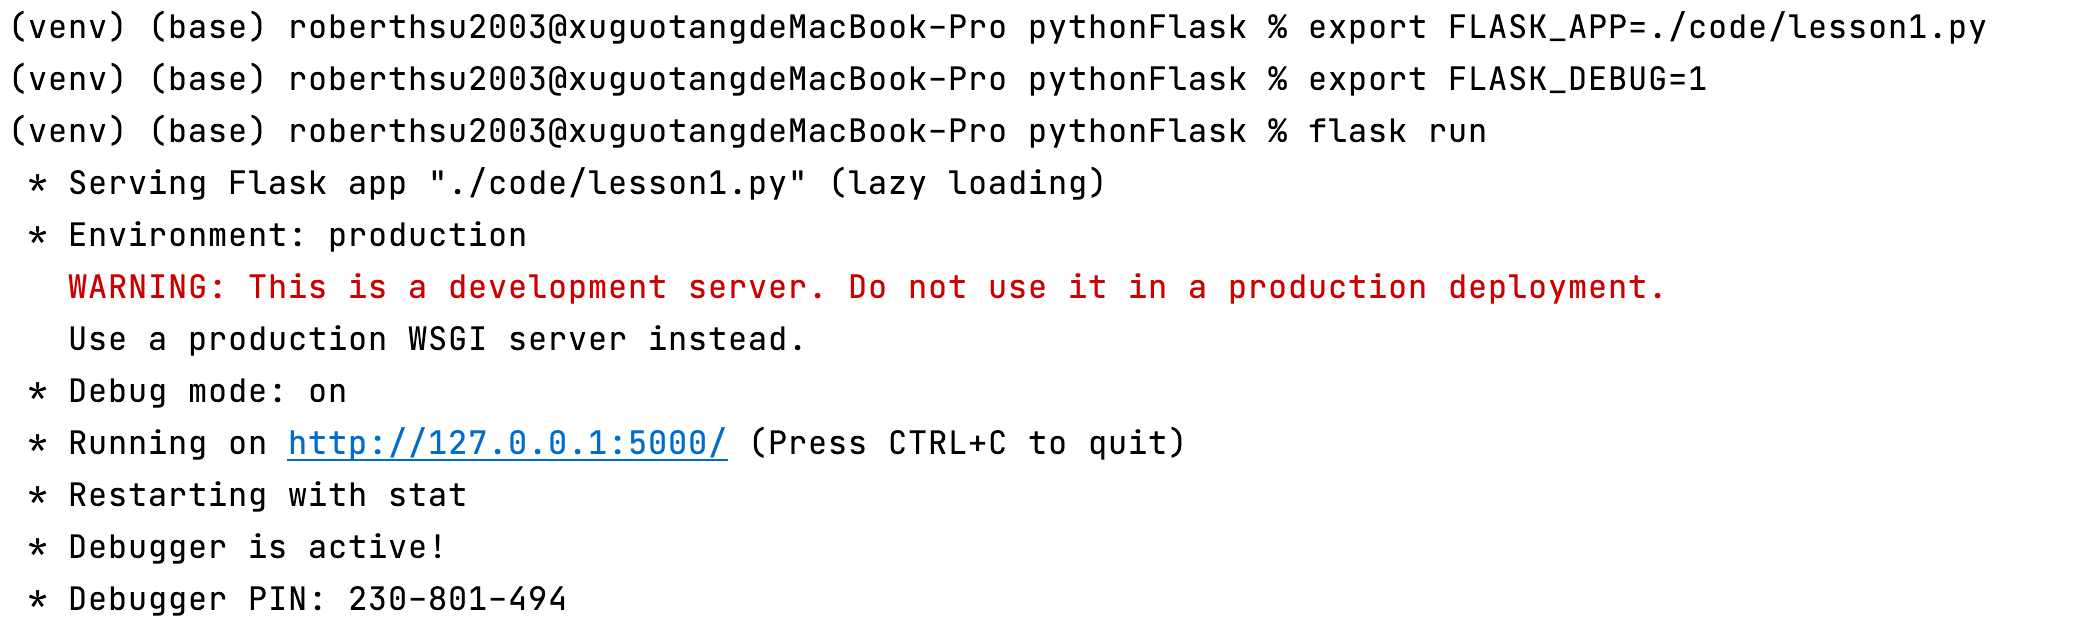 (venv) (base) roberthsu2003@xuguotangdeMacBook-Pro pythonFlask % export FLASK_APP=./code/lesson1.py
(venv) (base) roberthsu2003@xuguotangdeMacBook-Pro pythonFlask % export FLASK_DEBUG=1
(venv) (base) roberthsu2003@xuguotangdeMacBook-Pro pythonFlask % flask run
 * Serving Flask app "./code/lesson1.py" (lazy loading)
 * Environment: production
   WARNING: This is a development server. Do not use it in a production deployment.
   Use a production WSGI server instead.
 * Debug mode: on
 * Running on http://127.0.0.1:5000/ (Press CTRL+C to quit)
 * Restarting with stat
 * Debugger is active!
 * Debugger PIN: 230-801-494